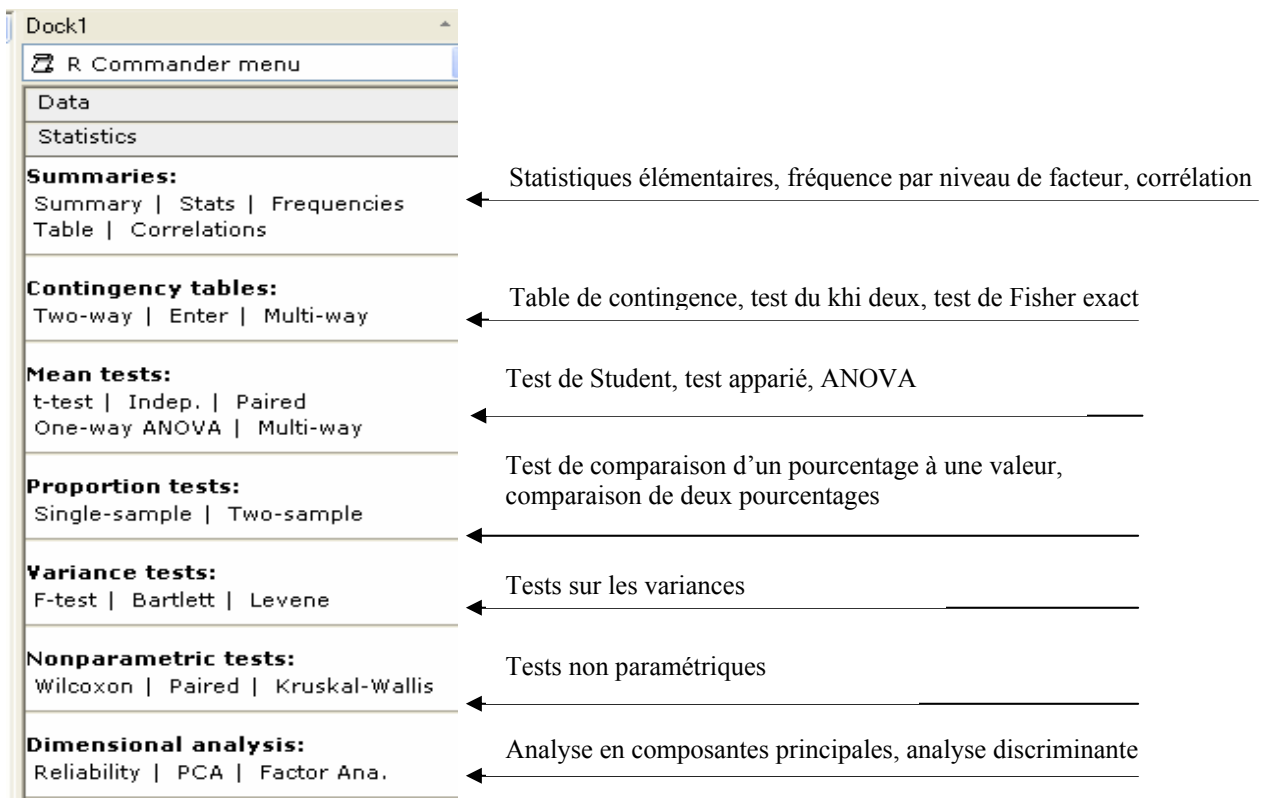 Dock1
R Commander menu
Data
Statistics
Summaries:
Summary | Stats | Frequencies
Table | Correlations
Statistiques élémentaires, fréquence par niveau de facteur, corrélation
Contingency tables:
Two-way | Enter | Multi-way
Table de contingence, test du khi deux, test de Fisher exact
Mean tests:
t-test | Indep. | Paired
One-way ANOVA | Multi-way
Test de Student, test apparié, ANOVA
Proportion tests:
Single-sample | Two-sample
Test de comparaison d’un pourcentage à une valeur,
comparaison de deux pourcentages
Variance tests:
F-test | Bartlett | Levene
Tests sur les variances
Nonparametric tests:
Wilcoxon | Paired | Kruskal-Wallis
Tests non paramétriques
Dimensional analysis:
Reliability | PCA | Factor Ana.
Analyse en composantes principales, analyse discriminante